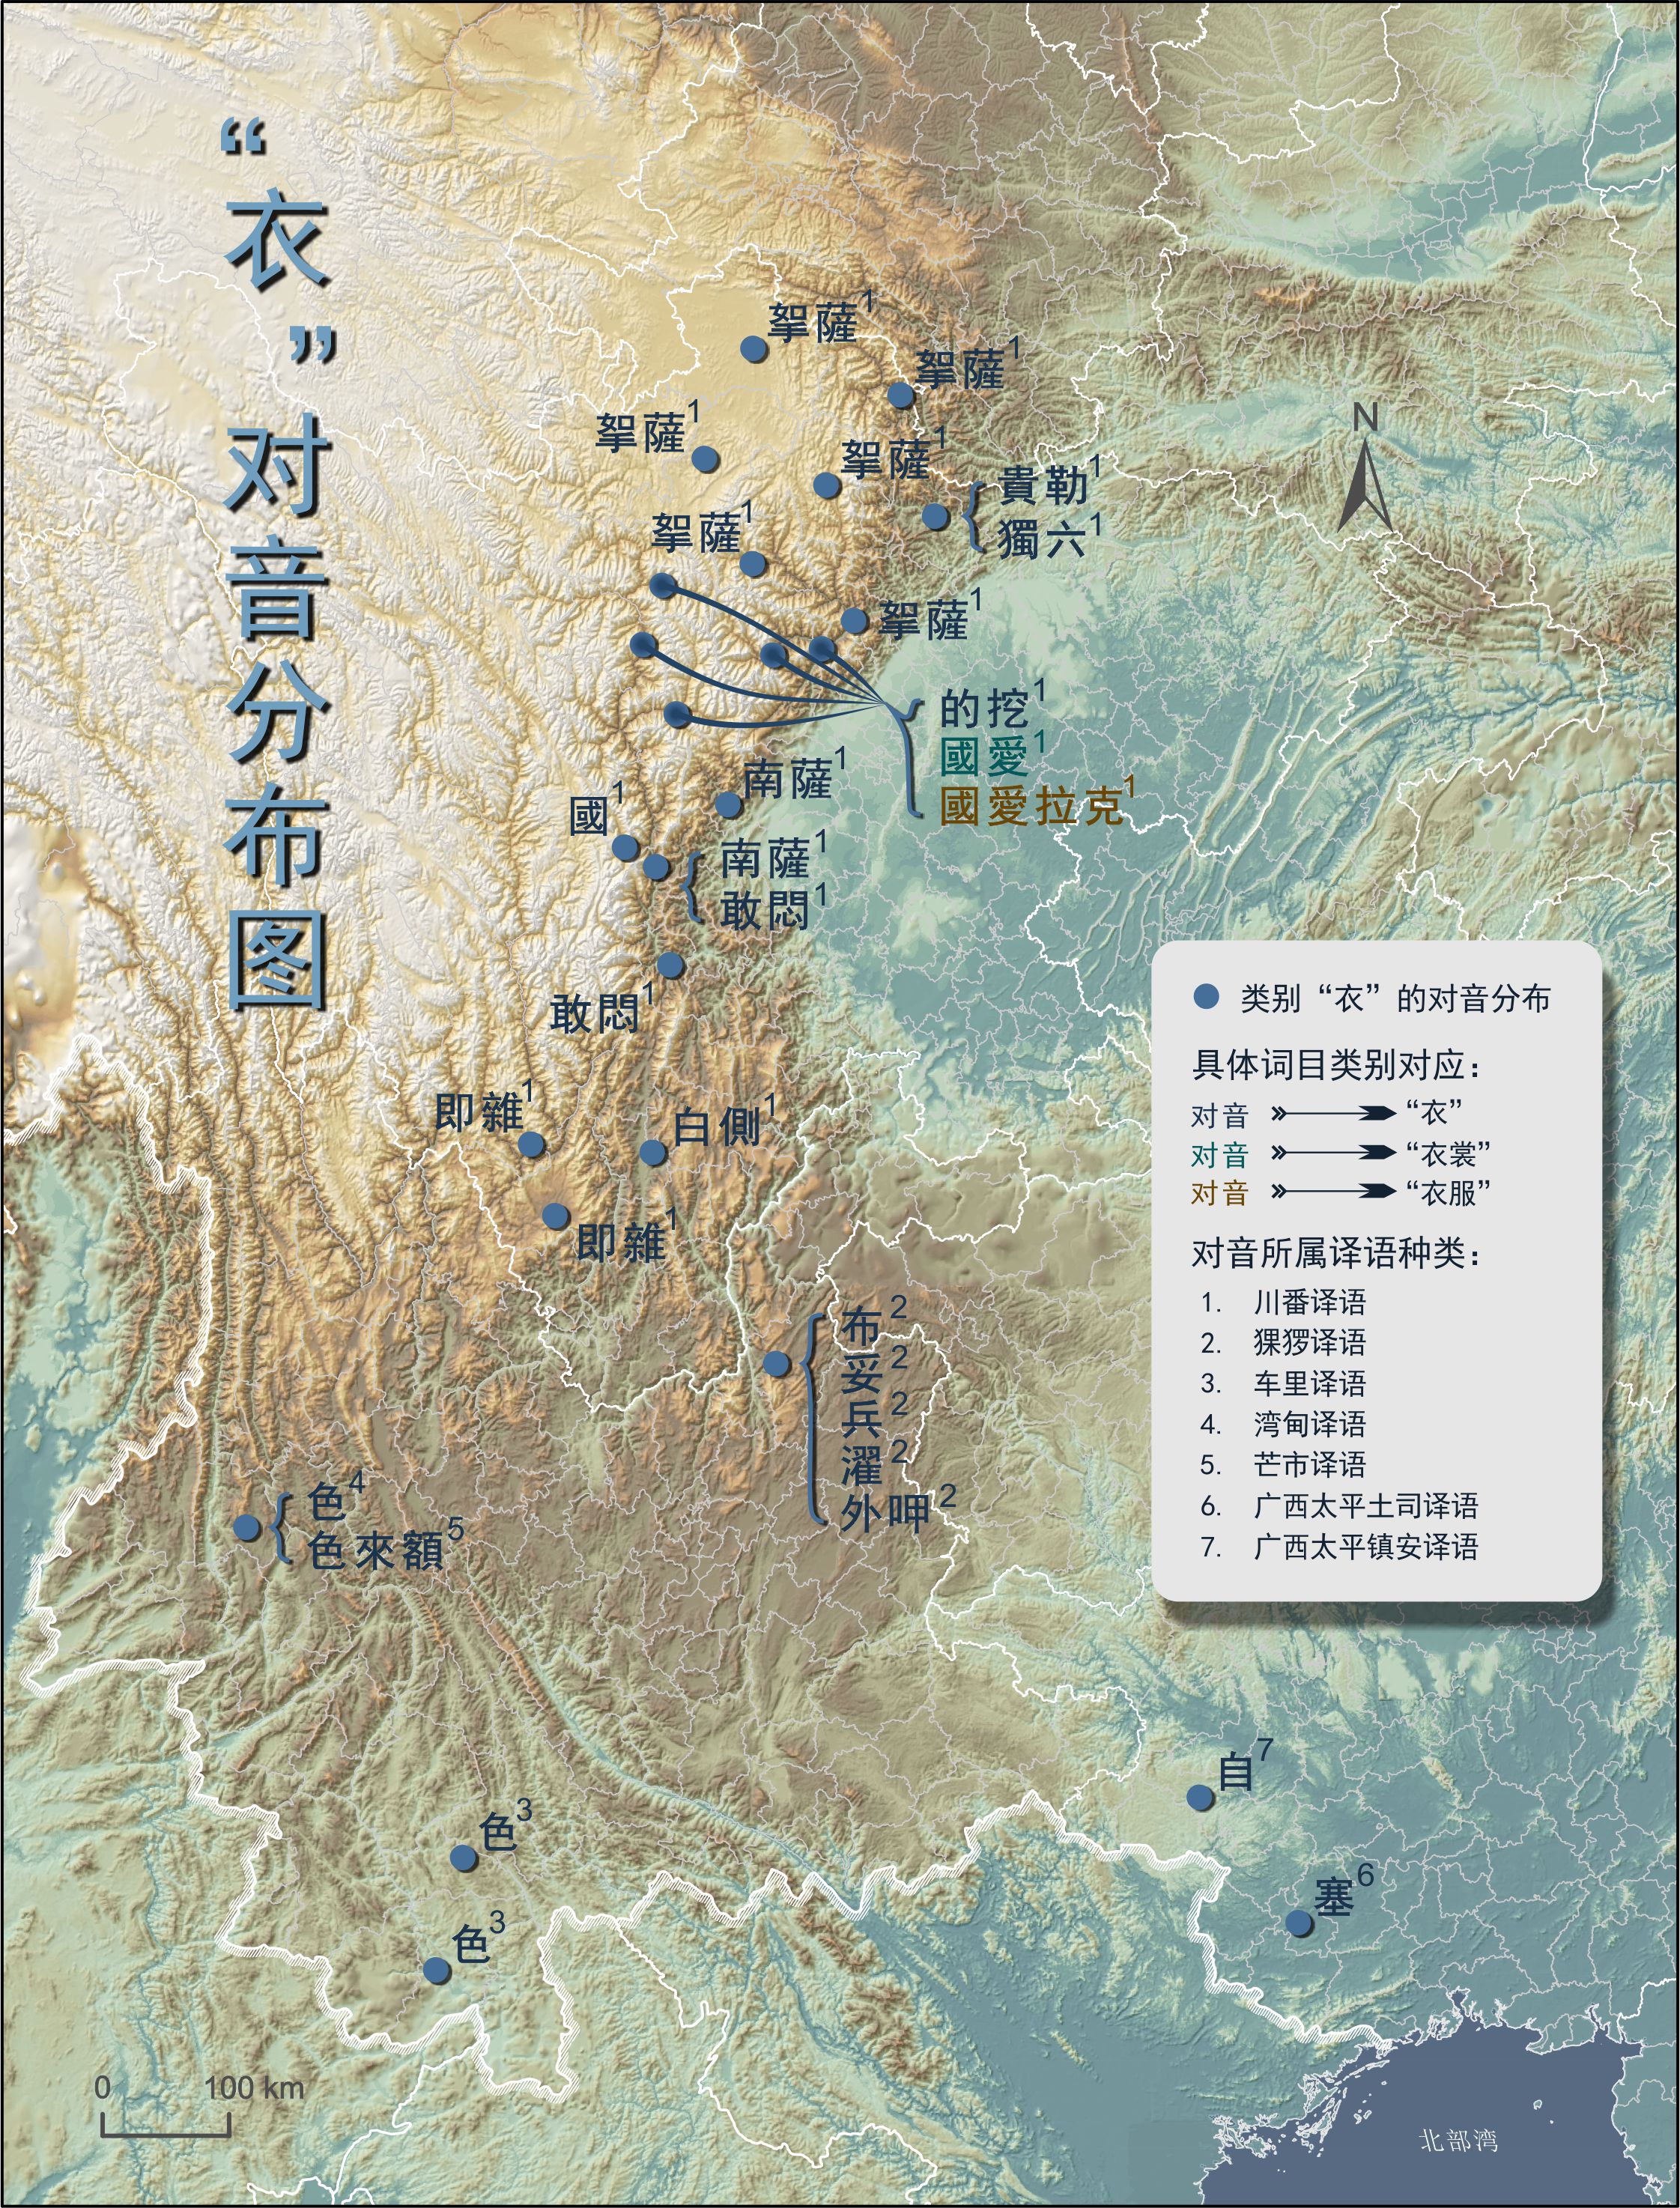 “衣”对音分布图
挐薩1
挐薩1
挐薩1
挐薩1
貴勒1
獨六1
挐薩1
挐薩1
的挖1
國愛1
國愛拉克1
南薩1
國1
南薩1
敢悶1
敢悶1
即雜1
白側1
即雜1
布2
妥2
兵2
濯2
外呷2
色4
色來額5
自7
色3
塞6
色3
N
类别“衣”的对音分布
具体词目类别对应：
对音 “衣”
对音 “衣裳”
对音 “衣服”
对音所属译语种类：
1. 川番译语
2. 猓猡译语
3. 车里译语
4. 湾甸译语
5. 芒市译语
6. 广西太平土司译语
7. 广西太平镇安译语
0 100 km
北部湾